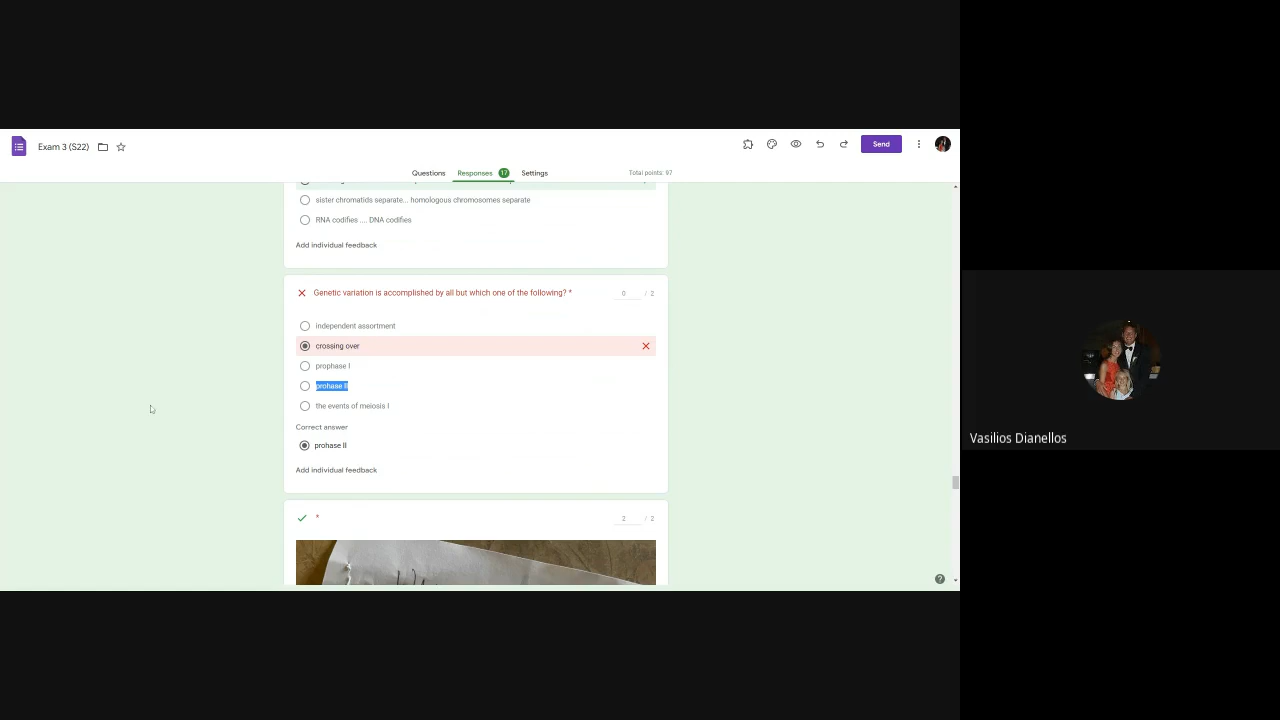 Exam 3 (S22)
Send
Questions
Responses 17
Settings
Total points: 97
sister chromatids separate... homologous chromosomes separate
RNA codifies .... DNA codifies
Add individual feedback
Genetic variation is accomplished by all but which one of the following? *
0 / 2
independent assortment
crossing over
prophase I
prohase II
the events of meiosis I
Correct answer
prohase II
Add individual feedback
*
2 / 2
Vasilios Dianellos